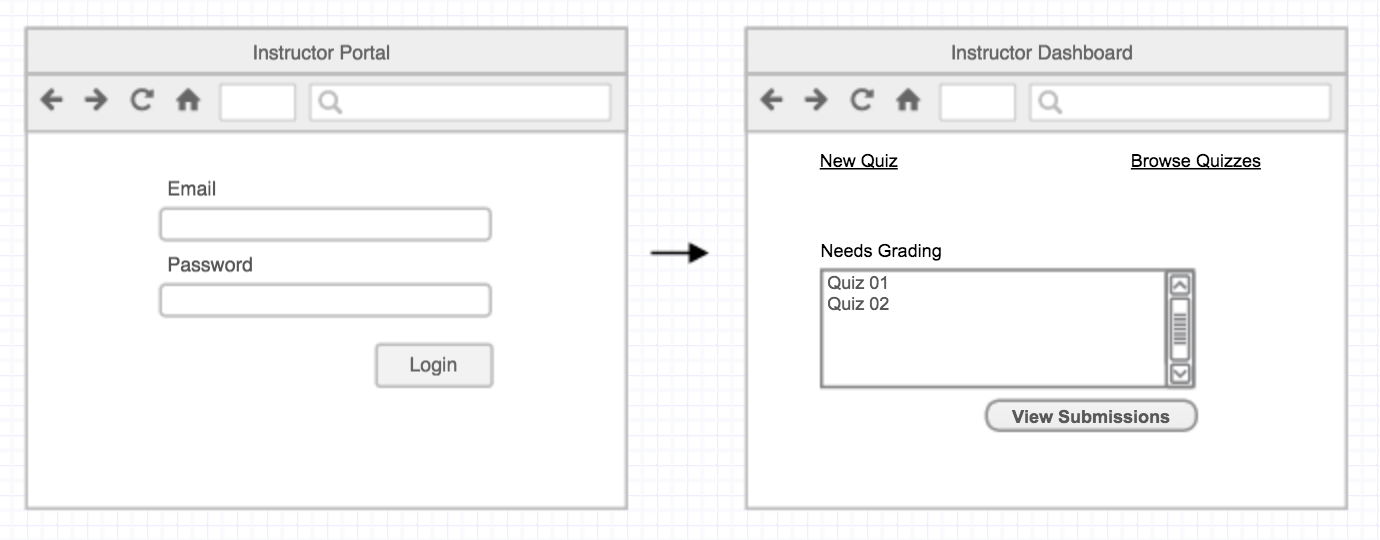 Instructor Portal
Email
Password
Login
Instructor Dashboard
New Quiz
Browse Quizzes
Needs Grading
Quiz 01
Quiz 02
View Submissions